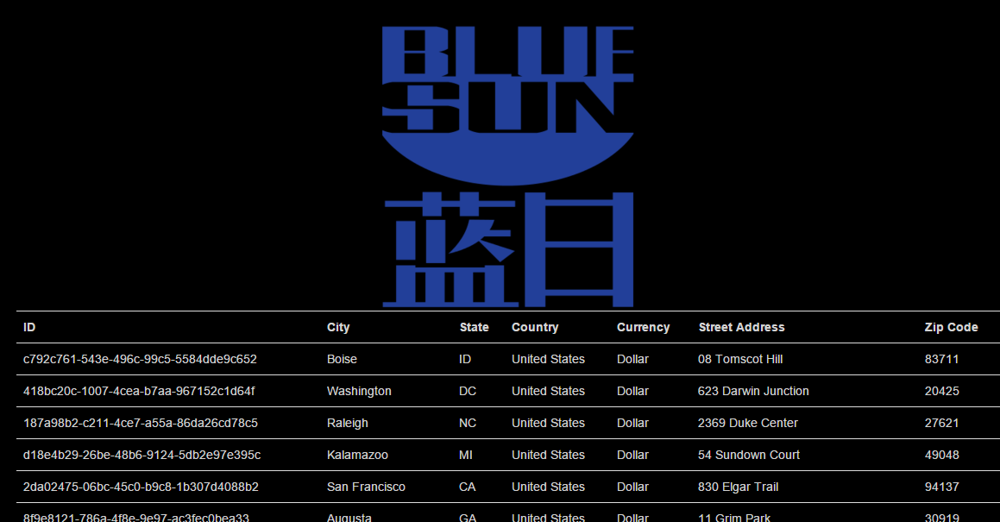 BLUE
SUN
蓝日
ID City State Country Currency Street Address Zip Code
c792c761-543e-496c-99c5-5584dde9c652 Boise ID United States Dollar 08 Tomscot Hill 83711
418bc20c-1007-4cea-b7aa-967152c1d64f Washington DC United States Dollar 623 Darwin Junction 20425
187a98b2-c211-4ce7-a55a-86da26cd78c5 Raleigh NC United States Dollar 2369 Duke Center 27621
d18e4b29-26be-48b6-9124-5db2e97e395c Kalamazoo MI United States Dollar 54 Sundown Court 49048
2da02475-06bc-45c0-b9c8-1b307d4088b2 San Francisco CA United States Dollar 830 Elgar Trail 94137
8f9e8121-786a-4f8e-9e97-ac3fec0bea33 Augusta GA United States Dollar 11 Grim Park 30919